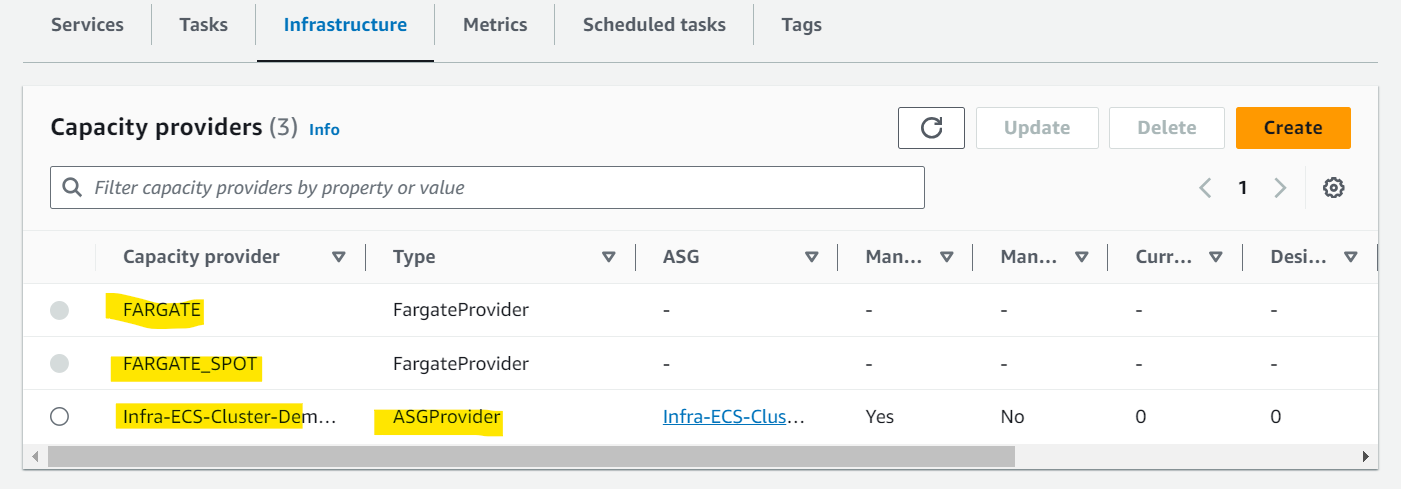 Services Tasks Infrastructure Metrics Scheduled tasks Tags
Capacity providers (3) Info Update Delete Create
Filter capacity providers by property or value 1
Capacity provider Type ASG Man... Man... Curr... Desi...
FARGATE FargateProvider - - - - -
FARGATE_SPOT FargateProvider - - - - -
Infra-ECS-Cluster-Dem... ASGProvider Infra-ECS-Clus... Yes No 0 0